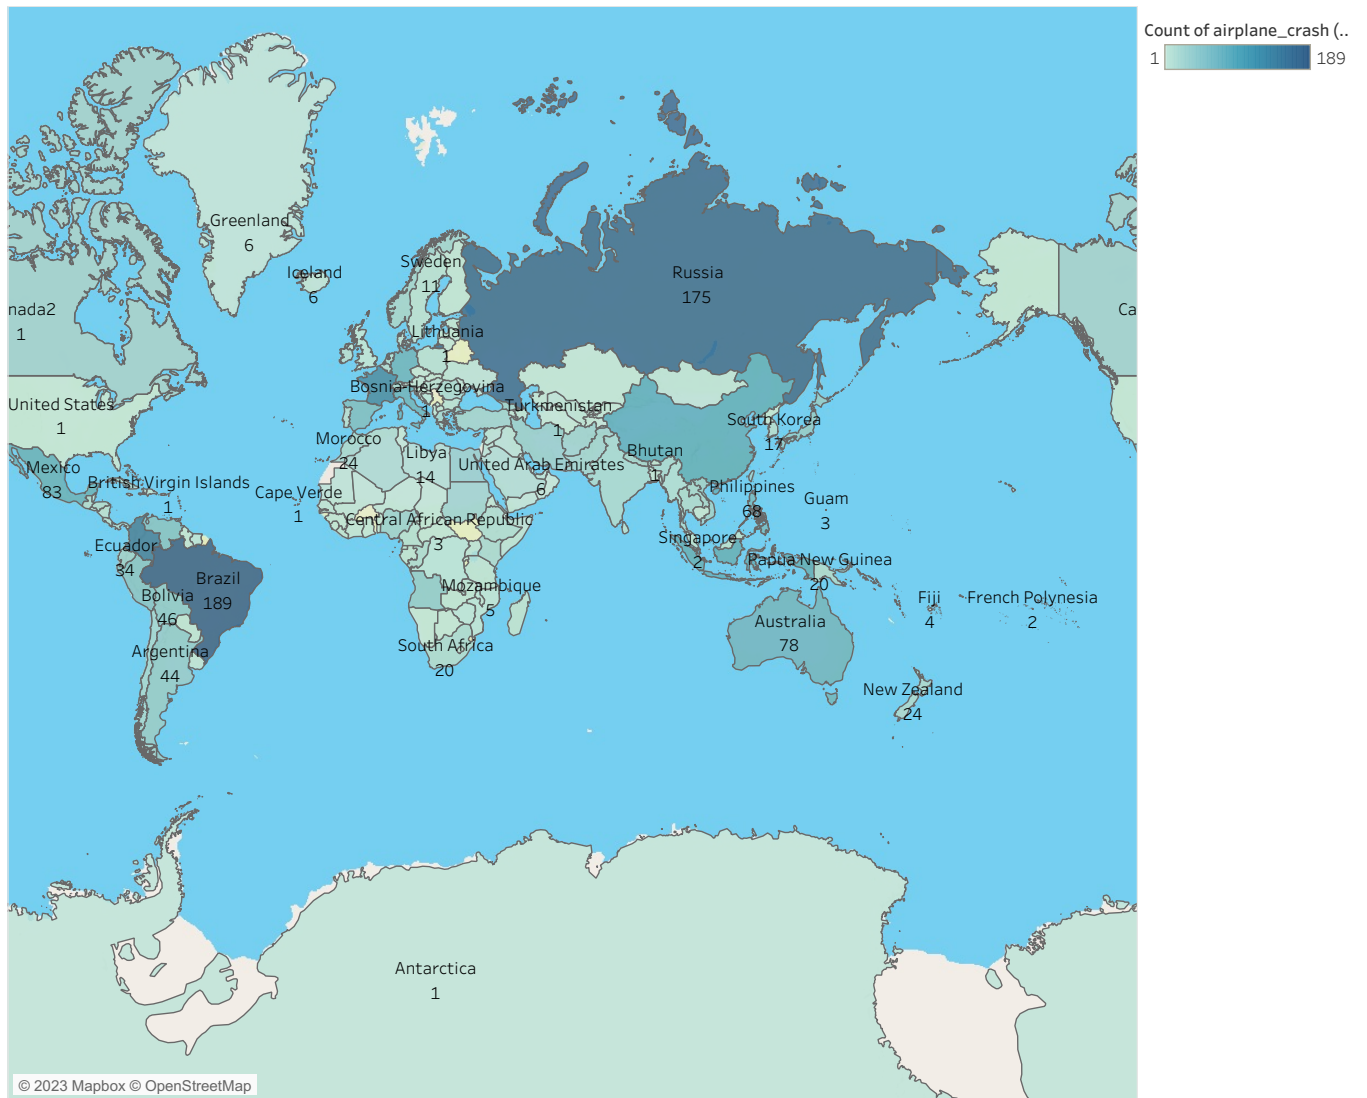 Count of airplane_crash (..
1
189
Greenland
6
Iceland
6
Sweden
11
Russia
175
nada2
1
Ca
Lithuania
1
United States
1
Bosnia-Herzegovina
1
Turkmenistan
1
South Korea
17
Morocco
24
Libya
14
Bhutan
1
United Arab Emirates
6
Mexico
83
British Virgin Islands
1
Cape Verde
1
Philippines
68
Guam
3
Central African Republic
3
Singapore
2
Ecuador
34
Papua New Guinea
20
Brazil
189
Mozambique
5
Bolivia
46
Fiji
4
French Polynesia
2
Australia
78
South Africa
20
Argentina
44
New Zealand
24
Antarctica
1
© 2023 Mapbox © OpenStreetMap